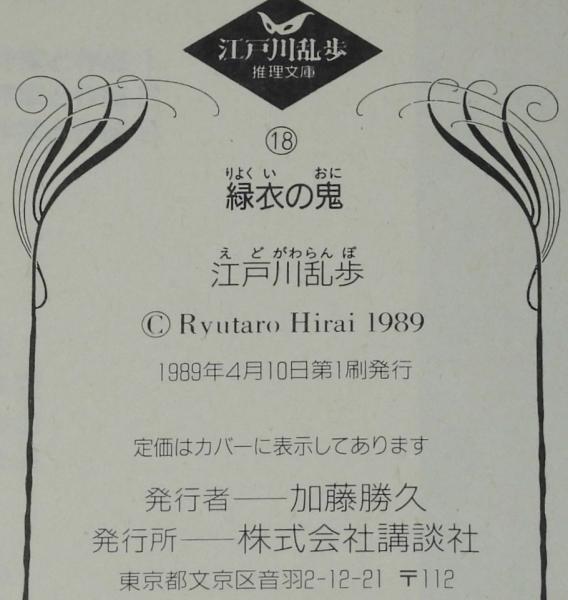 江戸川乱歩
推理文庫
⑱
りよくい おに
緑衣の鬼
えどがわらんぽ
江戸川乱歩
© Ryutaro Hirai 1989
1989年4月10日第1刷発行
定価はカバーに表示してあります
発行者──加藤勝久
発行所──株式会社講談社
東京都文京区音羽2-12-21 〒112